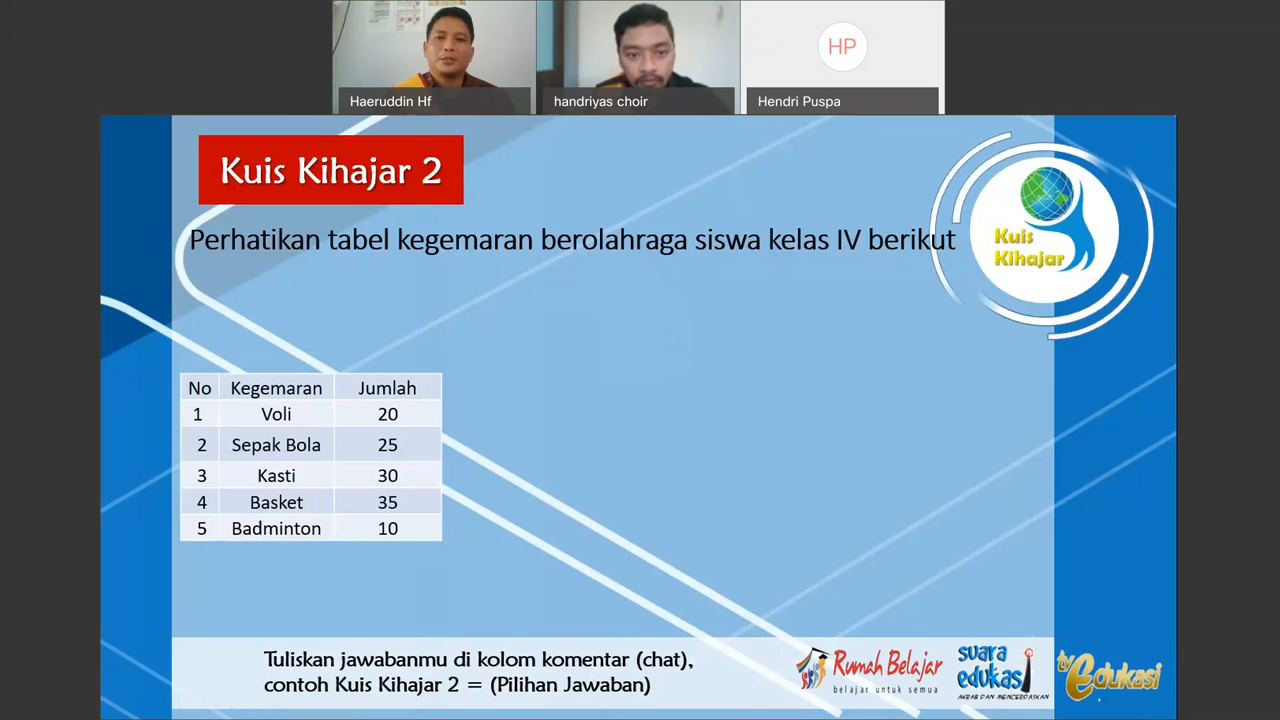 Haeruddin Hf
handriyas choir
HP
Hendri Puspa
Kuis Kihajar 2
Perhatikan tabel kegemaran berolahraga siswa kelas IV berikut
Kuis
Kihajar
No Kegemaran Jumlah
1 Voli 20
2 Sepak Bola 25
3 Kasti 30
4 Basket 35
5 Badminton 10
Tuliskan jawabanmu di kolom komentar (chat),
contoh Kuis Kihajar 2 = (Pilihan Jawaban)
Rumah Belajar
belajar untuk semua
suara
edukasi
AKRAB DAN MENCERDASKAN
tv edukasi